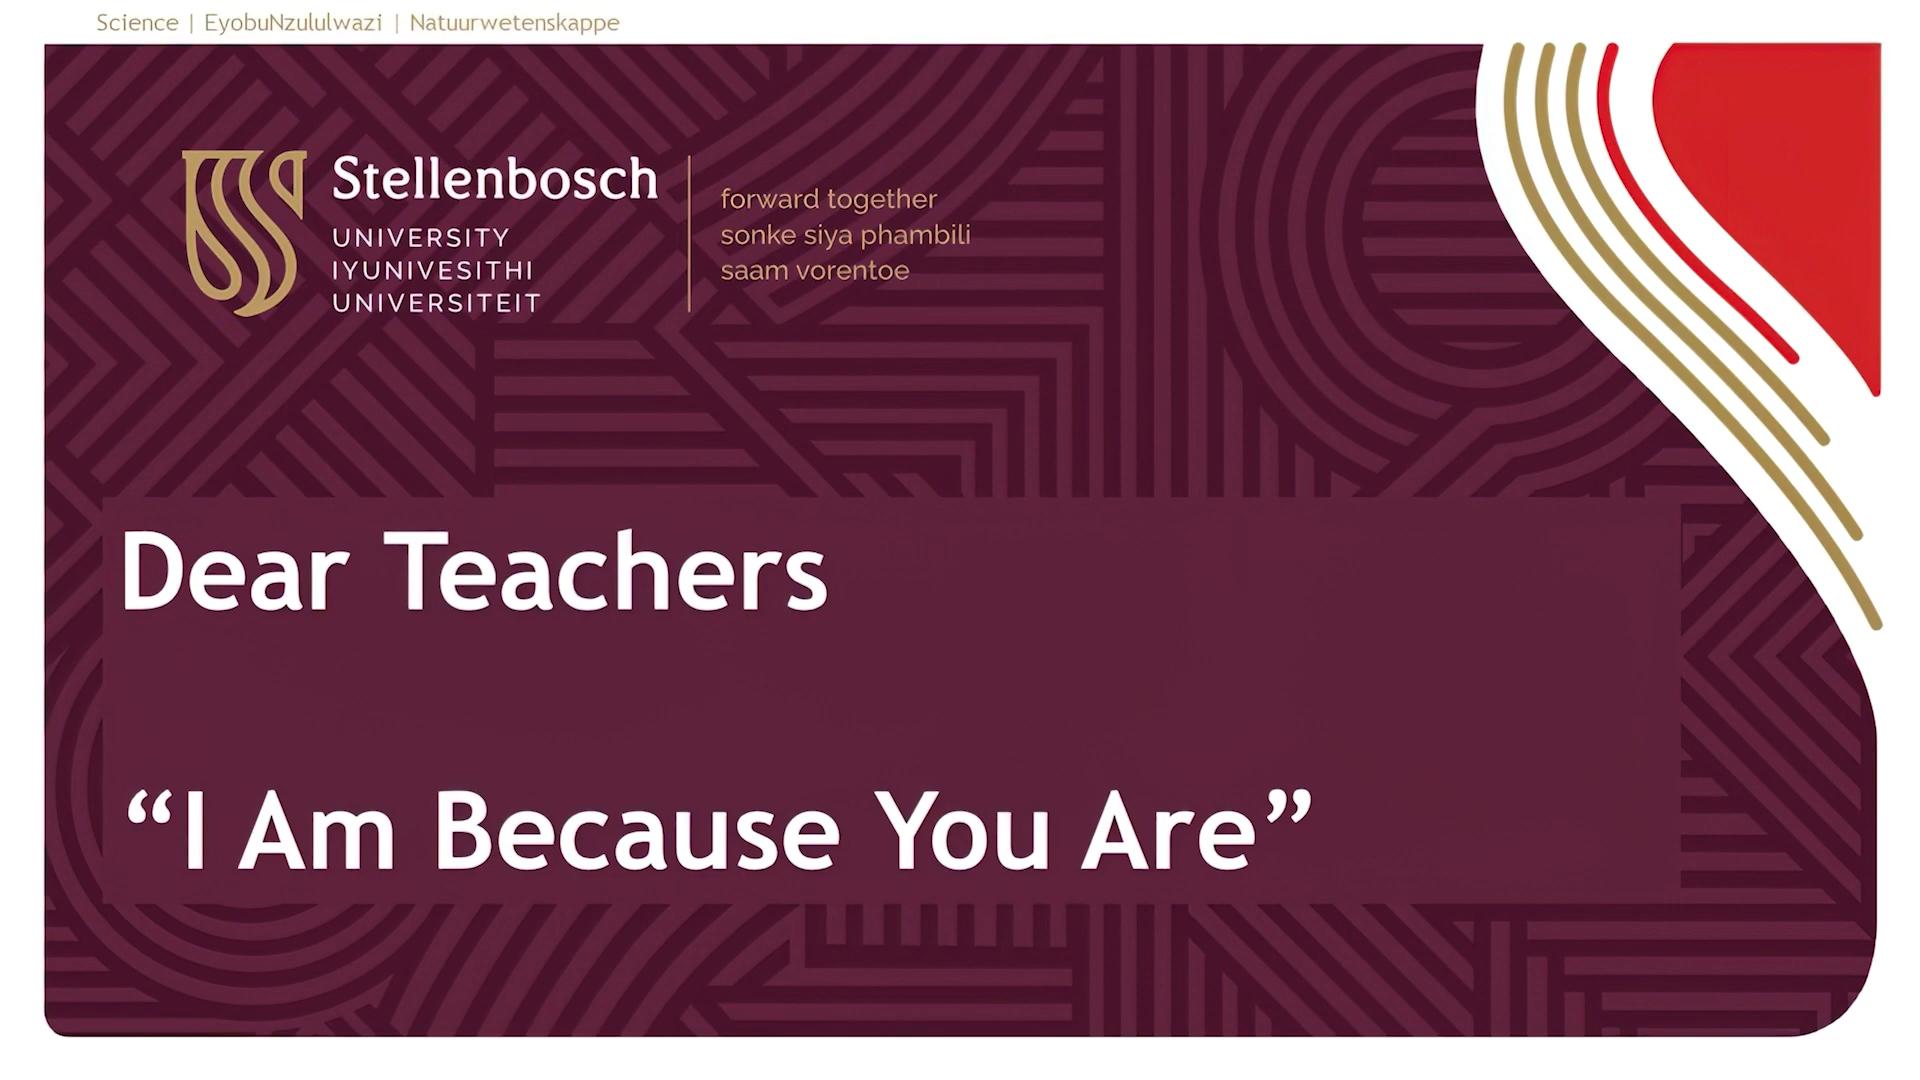 Science | EyobuNzululwazi | Natuurwetenskappe
Stellenbosch
UNIVERSITY
IYUNIVESITHI
UNIVERSITEIT
forward together
sonke siya phambili
saam vorentoe
Dear Teachers
“I Am Because You Are”